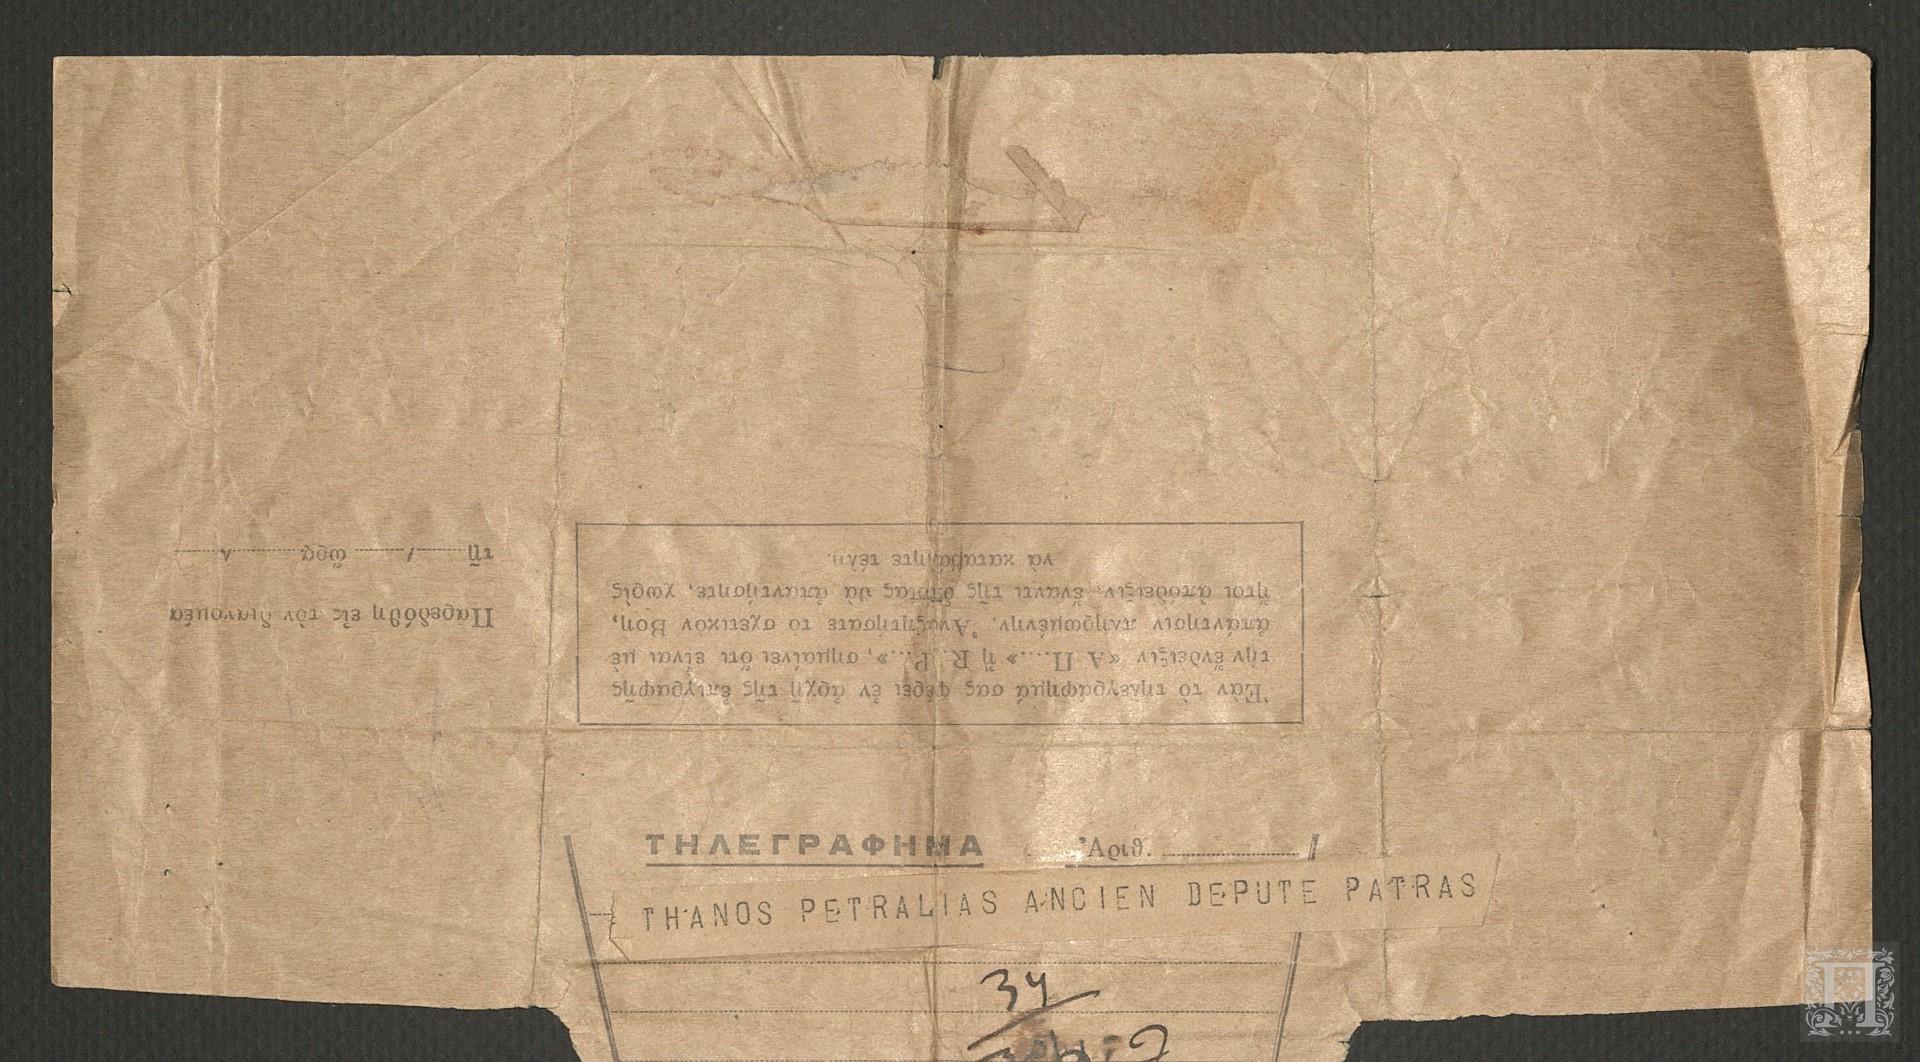 Παρεδόθη εἰς τὸν διανομέα
τῇ ......../........ ὥρα ........
Ἐὰν τὸ τηλεγράφημά σας φέρει ἐν ἀρχῇ τῆς ἐπιγραφῆς
τὴν ἔνδειξιν «Α Π....» ἢ R. P...», σημαίνει ὅτι εἶναι μὲ
ἀπάντησιν πληρωμένην. Ἀναζητήσατε τὸ σχετικὸν Βοη,
ἤτοι ἀπόδειξιν, ἔναντι τῆς ὁποίας θὰ ἀπαντήσητε, χωρὶς
νὰ καταβάλητε τέλη.
ΤΗΛΕΓΡΑΦΗΜΑ Ἀριθ. ........
THANOS PETRALIAS ANCIEN DEPUTE PATRAS
34